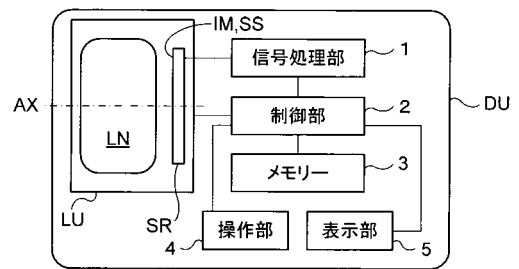 IM,SS
信号処理部
1
AX
LN
制御部
2
DU
メモリー
3
LU
SR
4
操作部
表示部
5